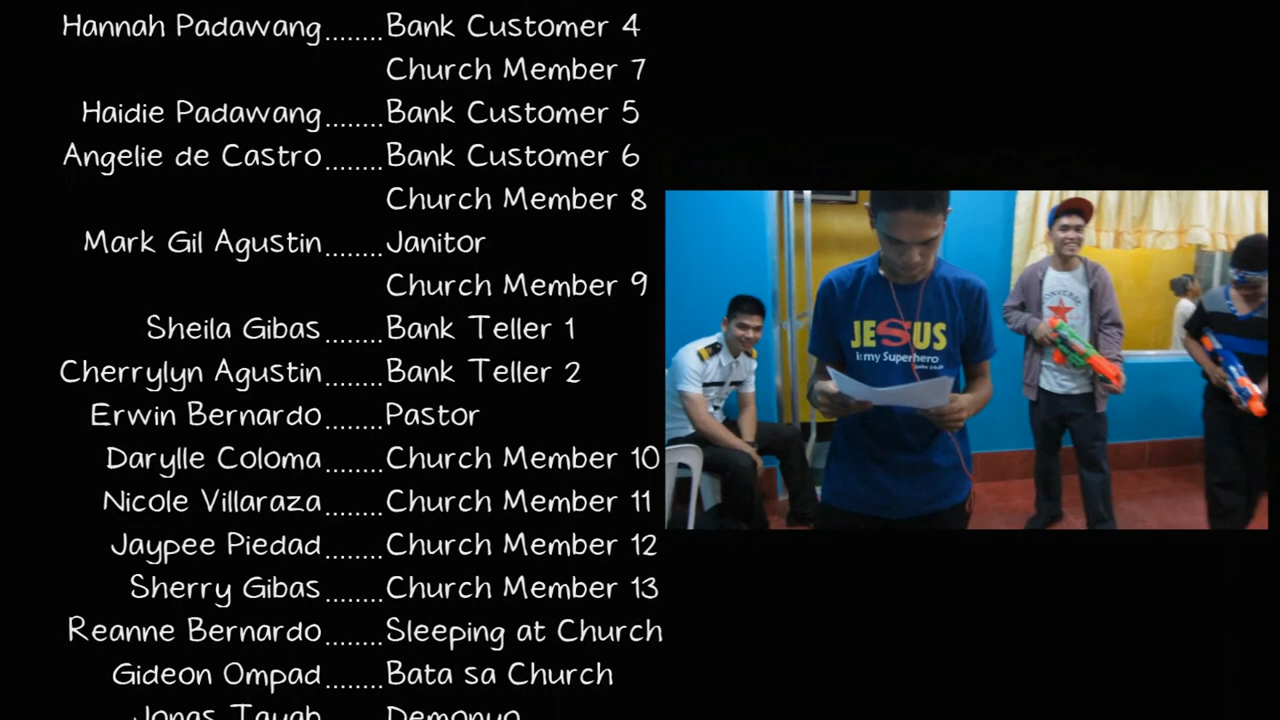 Hannah Padawang........Bank Customer 4
Church Member 7
Haidie Padawang........Bank Customer 5
Angelie de Castro........Bank Customer 6
Church Member 8
Mark Gil Agustin........Janitor
Church Member 9
Sheila Gibas........Bank Teller 1
Cherrylyn Agustin........Bank Teller 2
Erwin Bernardo........Pastor
Darylle Coloma........Church Member 10
Nicole Villaraza........Church Member 11
Jaypee Piedad........Church Member 12
Sherry Gibas........Church Member 13
Reanne Bernardo........Sleeping at Church
Gideon Ompad........Bata sa Church
Jonas Tayab........Demonyo
JESUS
is my Superhero
CONVERSE